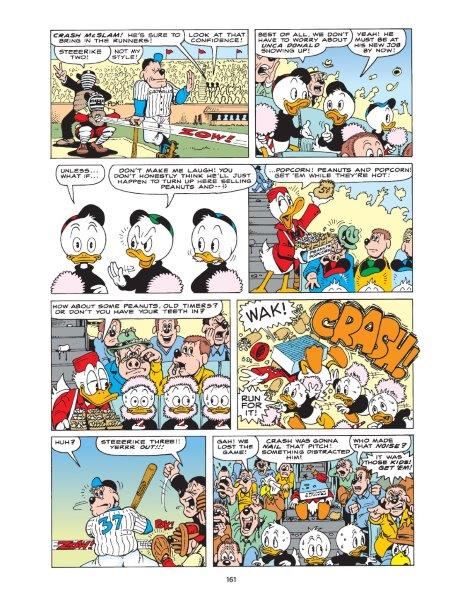 CRASH McSLAM! HE'S SURE TO
BRING IN THE RUNNERS!
LOOK AT THAT
CONFIDENCE!
STEEERIKE
TWO!
NOT MY
STYLE!
ZOW!
BEST OF ALL, WE DON'T
HAVE TO WORRY ABOUT
UNCA DONALD
SHOWING UP!
YEAH! HE
MUST BE AT
HIS NEW JOB
BY NOW!
UNLESS...
WHAT IF...
DON'T MAKE ME LAUGH! YOU
DON'T HONESTLY THINK HE'LL JUST
HAPPEN TO TURN UP HERE SELLING
PEANUTS AND--
...POPCORN! PEANUTS AND POPCORN!
GET 'EM WHILE THEY'RE HOT!
HOW ABOUT SOME PEANUTS, OLD TIMERS?
OR DON'T YOU HAVE YOUR TEETH IN?
WAK!
CRASH!
RUN
FOR
IT!
HUH?
STEEERIKE THREE!!
YERRR OUT!!!
37
ZOW!
GAH! WE
LOST THE
GAME!
CRASH WAS GONNA
NAIL THAT PITCH!
SOMETHING DISTRACTED
HIM!
WHO MADE
THAT NOISE?
IT WAS
THOSE KIDS!
GET 'EM!
161